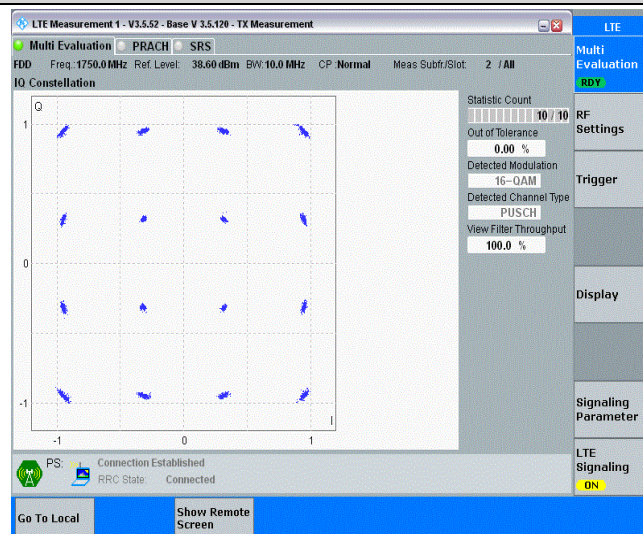 LTE Measurement 1 - V3.5.52 - Base V 3.5.120 - TX Measurement
LTE
Multi Evaluation PRACH SRS
Multi
Evaluation
RDY
FDD Freq.:1750.0 MHz Ref. Level: 38.60 dBm BW:10.0 MHz CP:Normal Meas Subfr./Slot: 2 / All
IQ Constellation
Q
1
0
-1
-1 0 1
I
Statistic Count
10 / 10
Out of Tolerance
0.00 %
Detected Modulation
16-QAM
Detected Channel Type
PUSCH
View Filter Throughput
100.0 %
RF
Settings
Trigger
Display
Signaling
Parameter
LTE
Signaling
ON
PS: Connection Established
RRC State: Connected
Go To Local
Show Remote
Screen